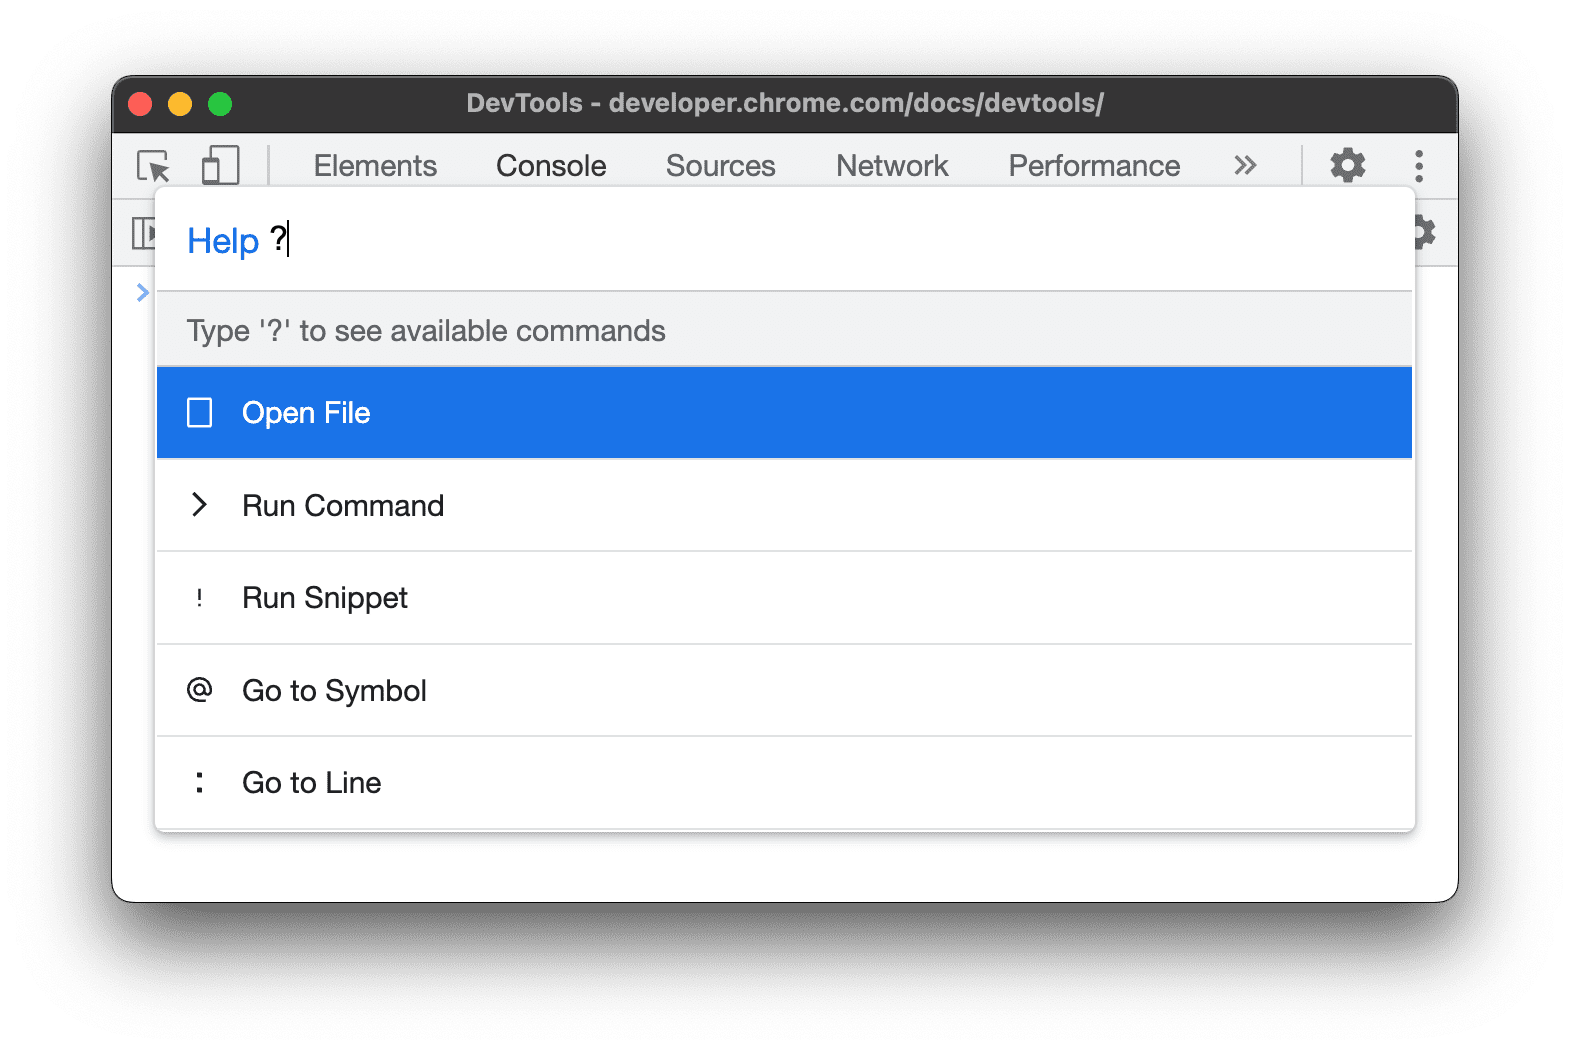 DevTools - developer.chrome.com/docs/devtools/
Elements Console Sources Network Performance »
Help ?
Type '?' to see available commands
Open File
> Run Command
! Run Snippet
@ Go to Symbol
: Go to Line